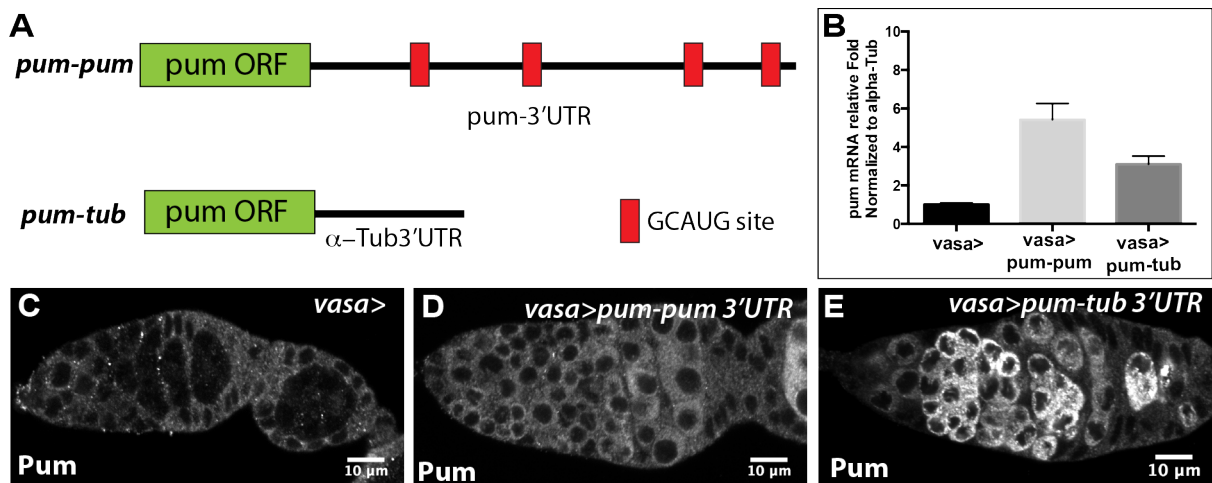 A
pum-pum
pum ORF
pum-3’UTR
pum-tub
pum ORF
α–Tub3’UTR
GCAUG site
B
pum mRNA relative Fold
Normalized to alpha-Tub
10
8
6
4
2
0
vasa>
vasa>
pum-pum
vasa>
pum-tub
C
vasa>
Pum
10 µm
D
vasa>pum-pum 3’UTR
Pum
10 µm
E
vasa>pum-tub 3’UTR
Pum
10 µm